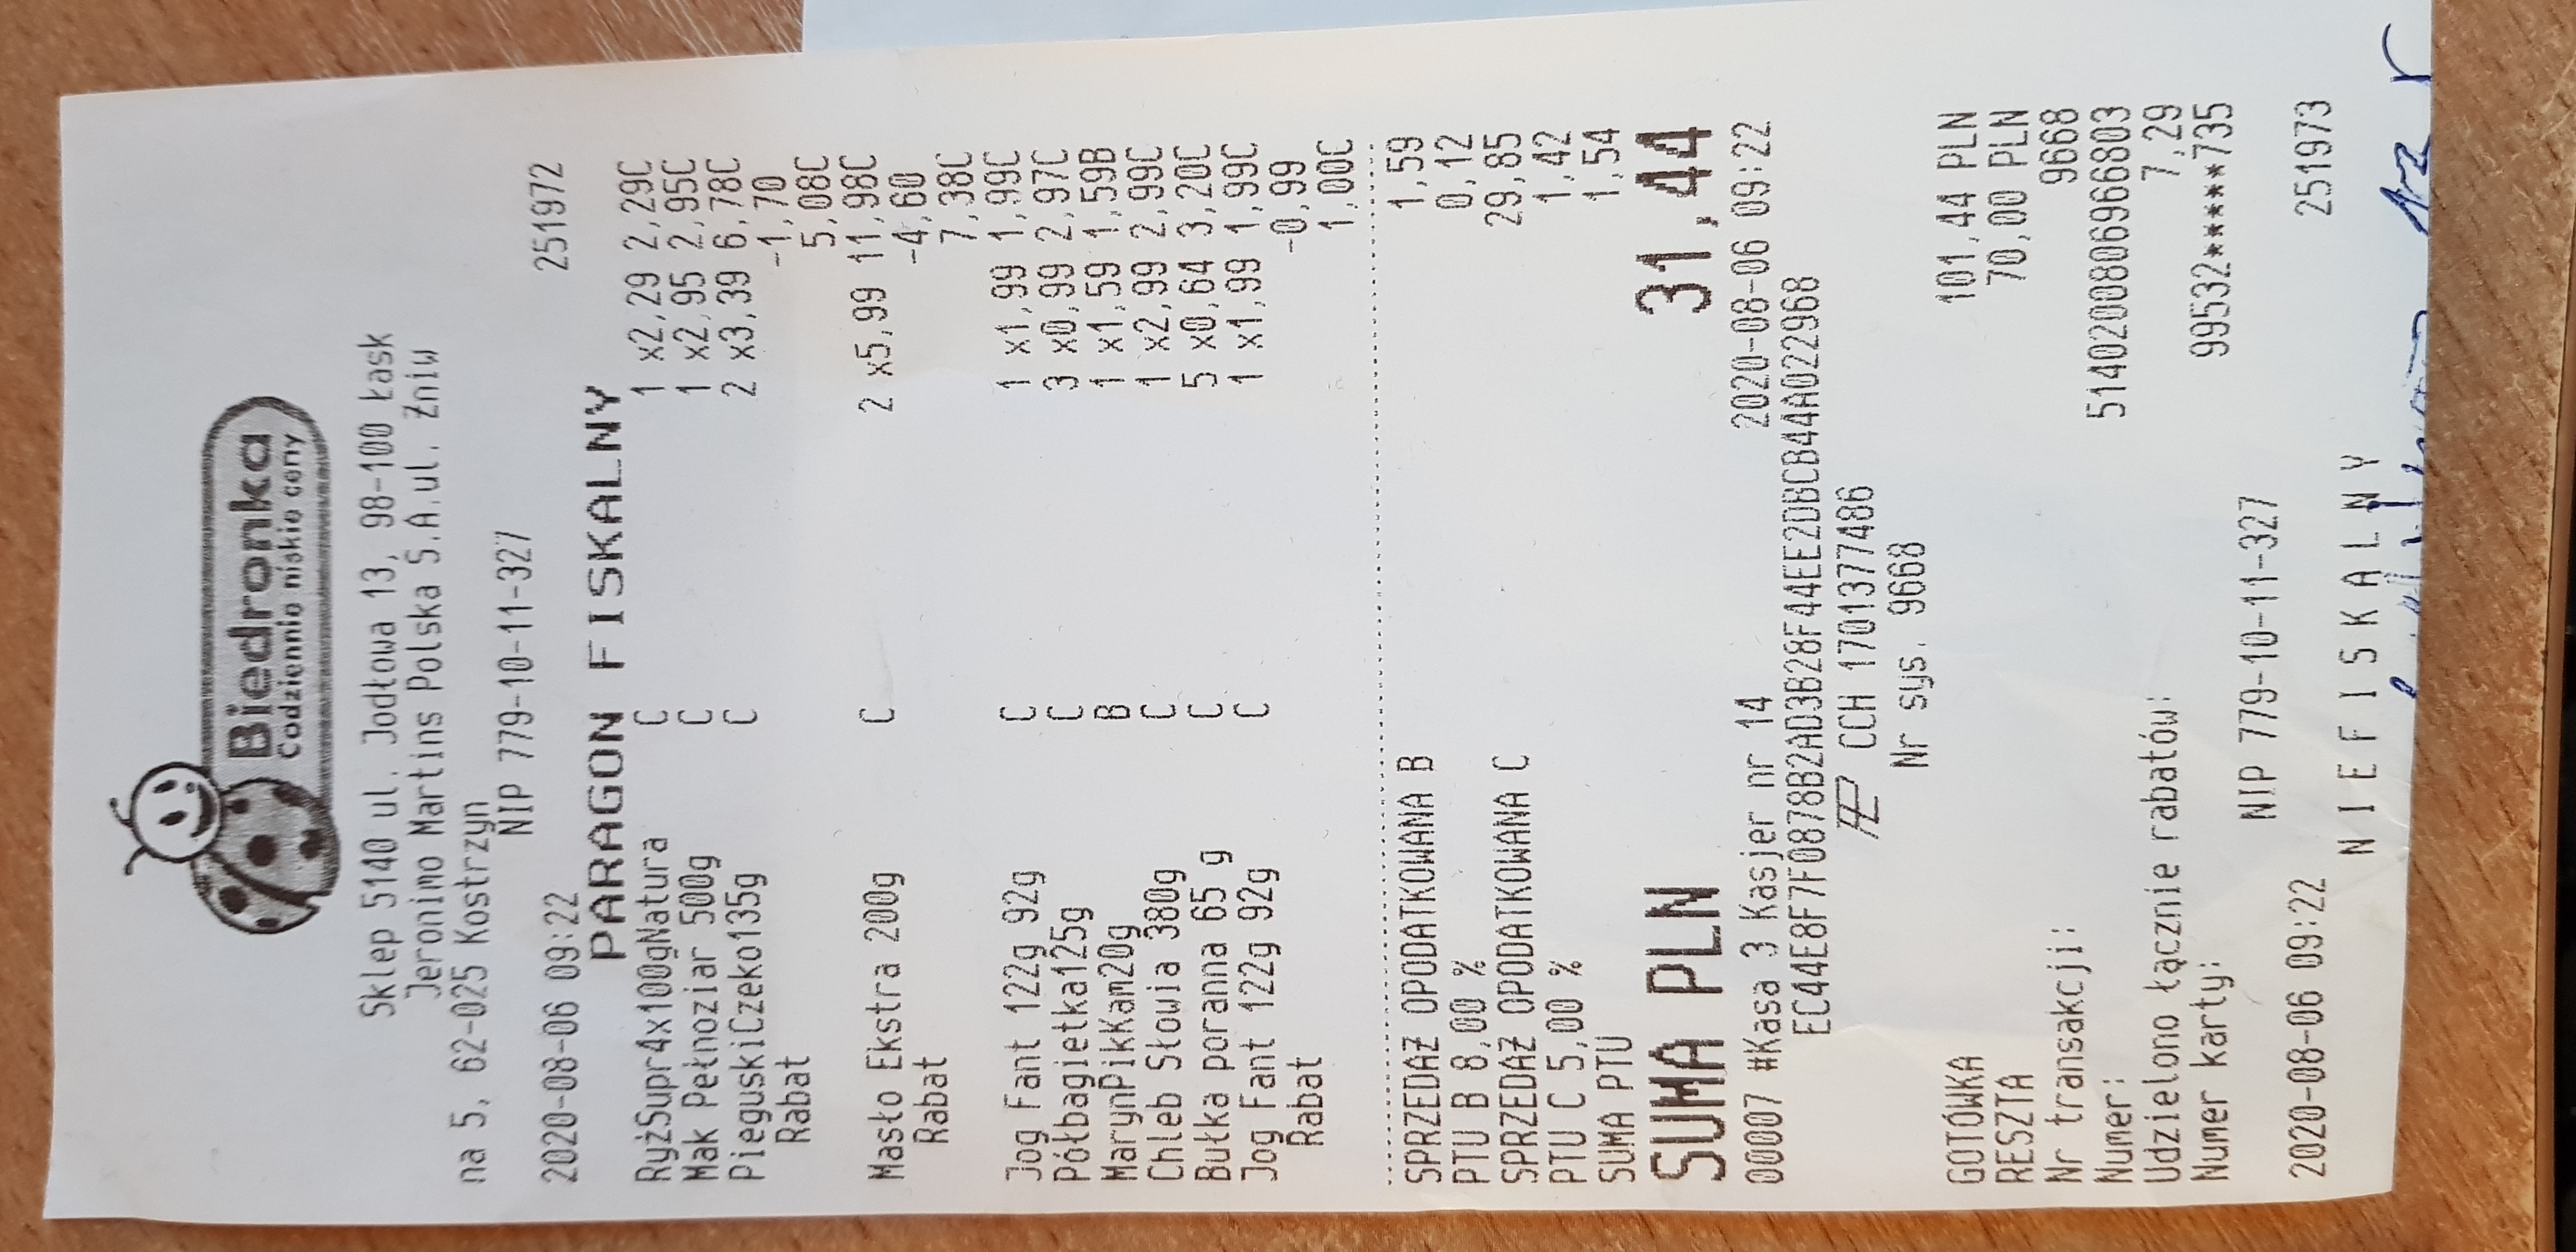 Biedronka
Codziennie niskie ceny
Sklep 5140 ul. Jodłowa 13, 98-100 Łask
Jeronimo Martins Polska S.A.ul. Żniw
na 5, 62-025 Kostrzyn
NIP 779-10-11-327
2020-08-06 09:22 251972
PARAGON FISKALNY
RyżSupr4x100gNatura C 1 x2,29 2,29C
Mak Pełnoziar 500g C 1 x2,95 2,95C
PieguskiCzeko135g C 2 x3,39 6,78C
Rabat -1,70
5,08C
Masło Ekstra 200g C 2 x5,99 11,98C
Rabat -4,60
7,38C
Jog Fant 122g 92g C 1 x1,99 1,99C
Półbagietka125g C 3 x0,99 2,97C
MarynPikKam20g B 1 x1,59 1,59B
Chleb Słowia 380g C 1 x2,99 2,99C
Bułka poranna 65 g C 5 x0,64 3,20C
Jog Fant 122g 92g C 1 x1,99 1,99C
Rabat -0,99
1,00C
SPRZEDAŻ OPODATKOWANA B 1,59
PTU B 8,00 % 0,12
SPRZEDAŻ OPODATKOWANA C 29,85
PTU C 5,00 % 1,42
SUMA PTU 1,54
SUMA PLN 31,44
00007 #Kasa 3 Kasjer nr 14 2020-08-06 09:22
EC44E8F7F0878B2AD3B28F44EE2DBCB44A022968
CCH 1701377486
Nr sys. 9668
GOTÓWKA 101,44 PLN
RESZTA 70,00 PLN
Nr transakcji: 9668
Numer: 5140200806966803
Udzielono łącznie rabatów: 7,29
Numer karty: 99532*****735
NIP 779-10-11-327
2020-08-06 09:22 251973
NIEFISKALNY